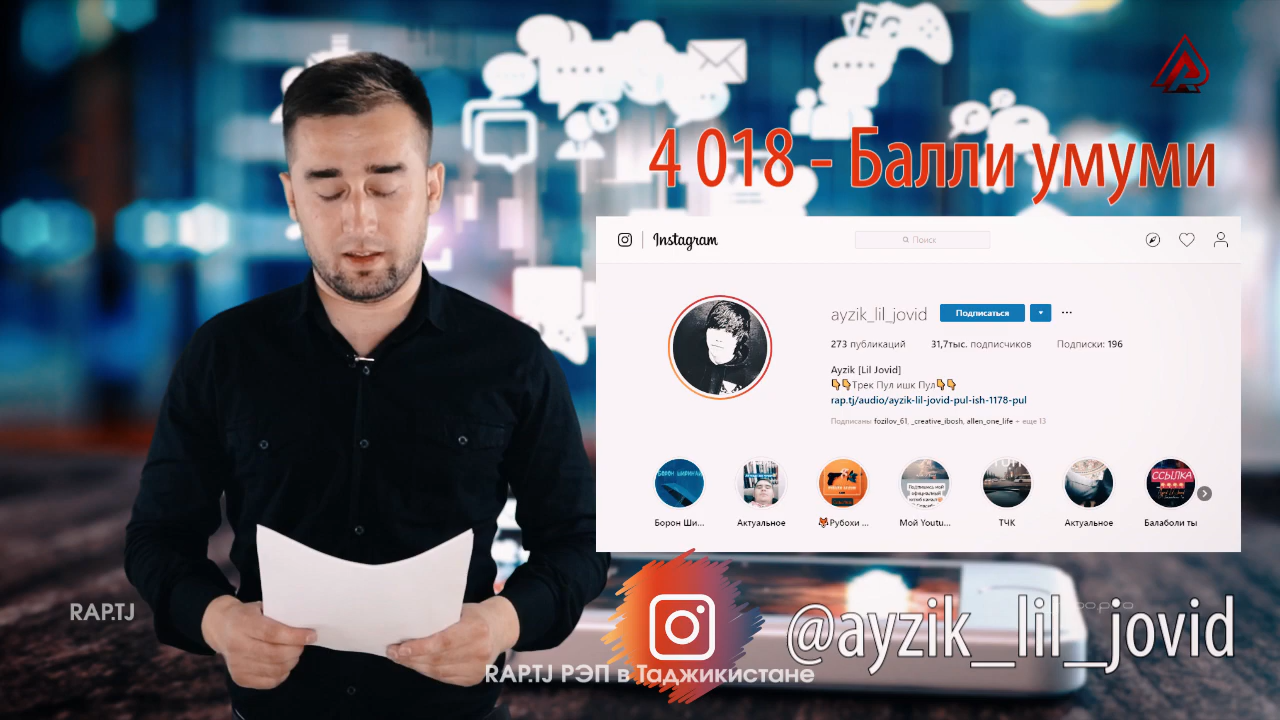 4 018 - Балли умуми
Instagram
Поиск
ayzik_lil_jovid Подписаться
273 публикаций 31,7тыс. подписчиков Подписки: 196
Ayzik [Lil Jovid]
👇👇Трек Пул ишк Пул👇👇
rap.tj/audio/ayzik-lil-jovid-pul-ish-1178-pul
Подписаны fozilov_61, _creative_ibosh, allen_one_life + еще 13
БОРОН ШИРИН
ССЫЛКА
Борон Ши... Актуальное 🦊Рубохи ... Мой Youtu... ТЧК Актуальное Балаболи ты
RAP.TJ
@ayzik_lil_jovid
RAP.TJ РЭП в Таджикистане